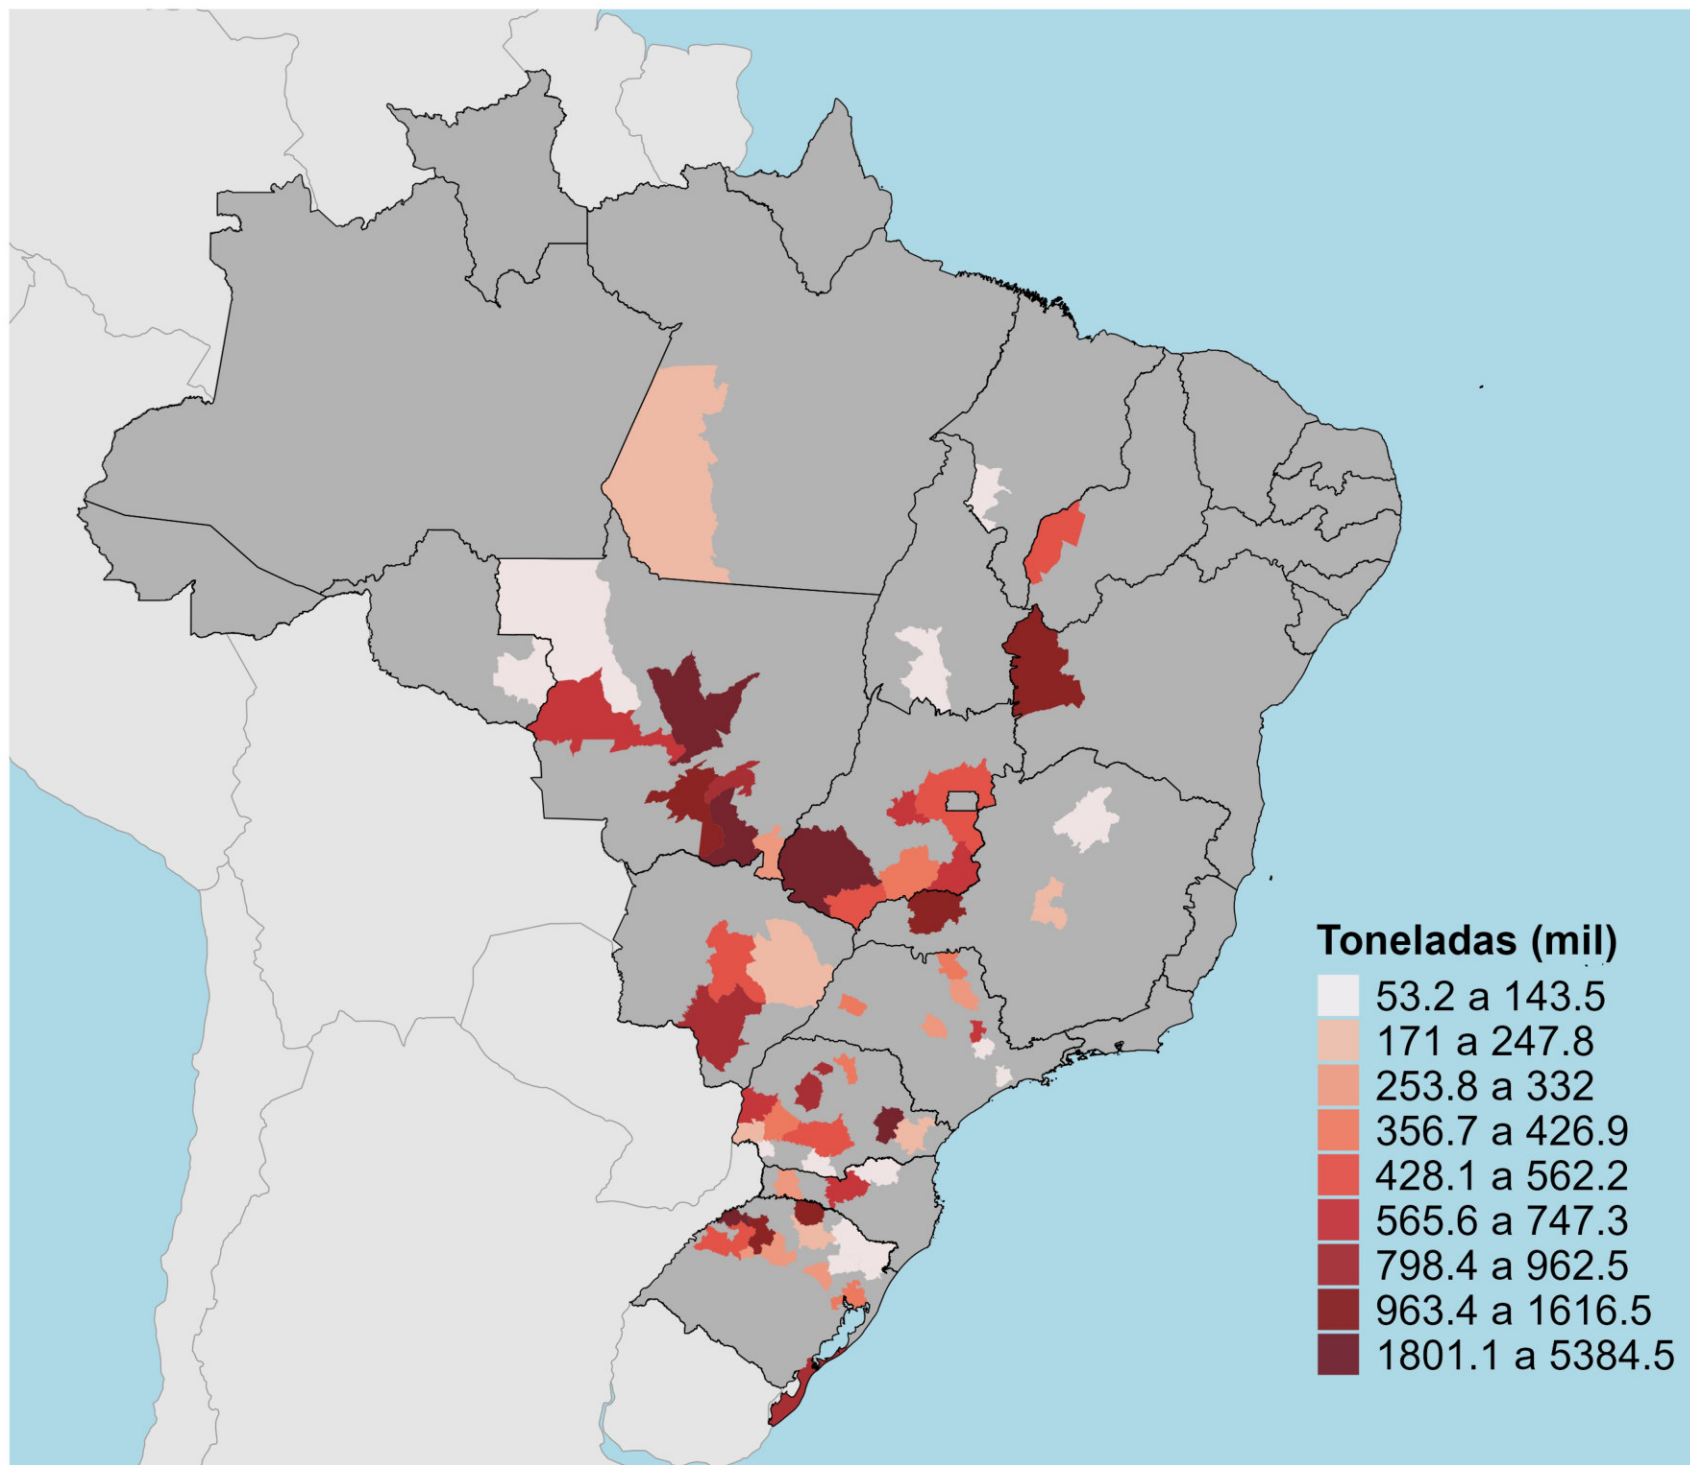 Toneladas (mil)
53.2 a 143.5
171 a 247.8
253.8 a 332
356.7 a 426.9
428.1 a 562.2
565.6 a 747.3
798.4 a 962.5
963.4 a 1616.5
1801.1 a 5384.5